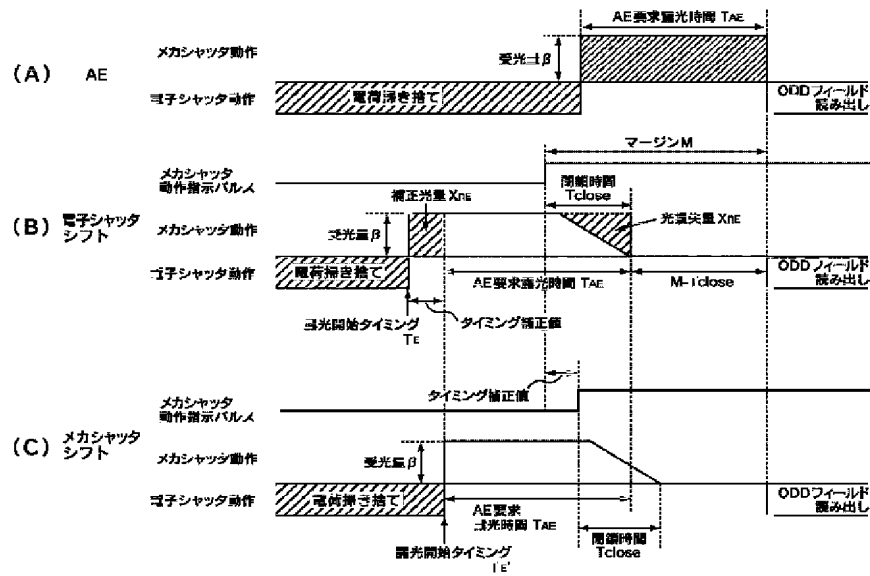 AE要求露光時間 TAE
メカシャッタ動作
受光量β
(A) AE
電子シャッタ動作
電荷掃き捨て
ODDフィールド
読み出し
マージンM
メカシャッタ
動作指示パルス
補正光量 XnE
閉鎖時間
Tclose
(B) 電子シャッタ
シフト
メカシャッタ動作
受光量β
光損失量XnE
電子シャッタ動作
電荷掃き捨て
AE要求露光時間 TAE
M-Tclose
ODDフィールド
読み出し
露光開始タイミング
TE
タイミング補正値
タイミング補正値
メカシャッタ
動作指示パルス
(C) メカシャッタ
シフト
メカシャッタ動作
受光量β
電子シャッタ動作
電荷掃き捨て
AE要求
露光時間 TAE
ODDフィールド
読み出し
閉鎖時間
Tclose
露光開始タイミング
TE'